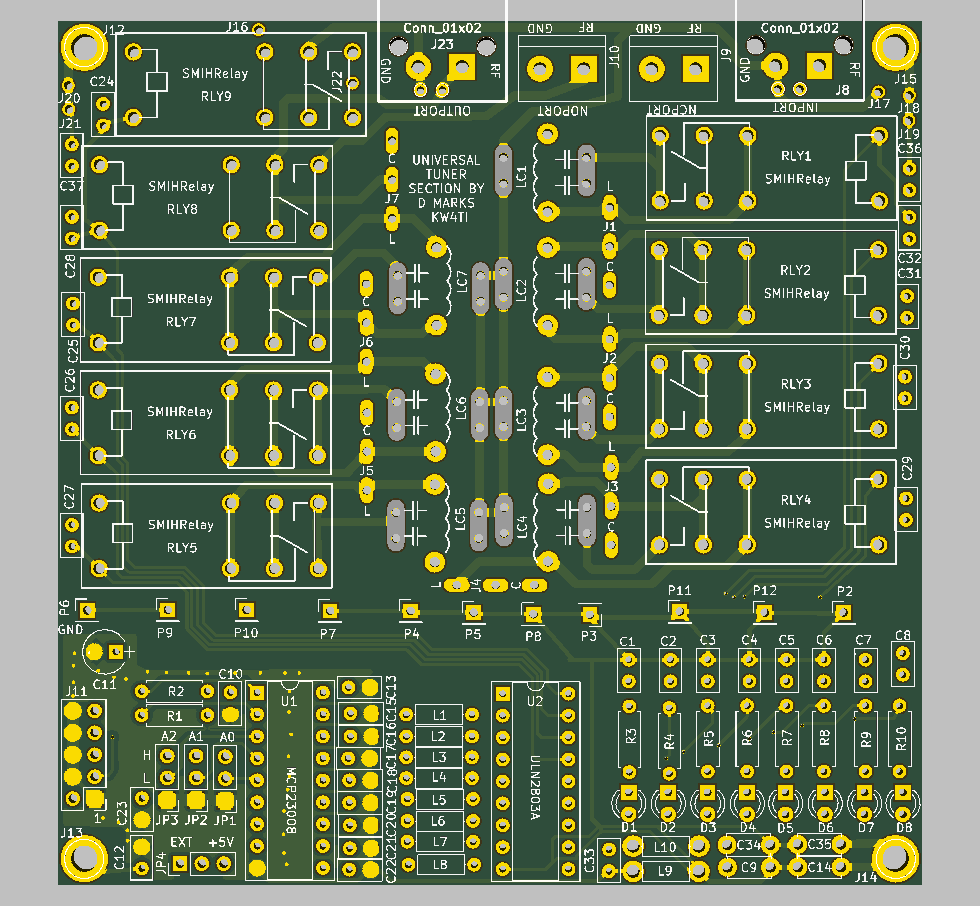 J12
J16
Conn_01x02
J23
GND
RF
OUTPORT
GND
RF
J10
NOPORT
GND
RF
J9
NCPORT
Conn_01x02
GND
RF
J8
INPORT
J15
J17
J18
J19
J20
J21
C24
SMIHRelay
RLY9
J22
C36
C37
SMIHRelay
RLY8
C
J7
L
UNIVERSAL
TUNER
SECTION BY
D MARKS
KW4TI
LC1
L
J1
C
RLY1
SMIHRelay
C32
C28
SMIHRelay
RLY7
C
J6
L
LC7
LC2
RLY2
SMIHRelay
C31
C25
C26
SMIHRelay
RLY6
C
J5
L
LC6
LC3
L
J2
C
RLY3
SMIHRelay
C30
C27
SMIHRelay
RLY5
LC5
LC4
L
J3
C
RLY4
SMIHRelay
C29
L
J4
C
P6
P9
P10
P7
P4
P5
P8
P3
P11
P12
P2
GND
C11
+
J11
1
R2
R1
C10
A2
A1
A0
H
L
JP3
JP2
JP1
C23
C12
J13
EXT
+5V
JP4
U1
MCP23008
C13
C15
C16
C17
C18
C19
C20
C21
C22
L1
L2
L3
L4
L5
L6
L7
L8
U2
ULN2803A
C33
C1
C2
C3
C4
C5
C6
C7
C8
R3
R4
R5
R6
R7
R8
R9
R10
D1
D2
D3
D4
D5
D6
D7
D8
L10
C34
C35
L9
C9
C14
J14